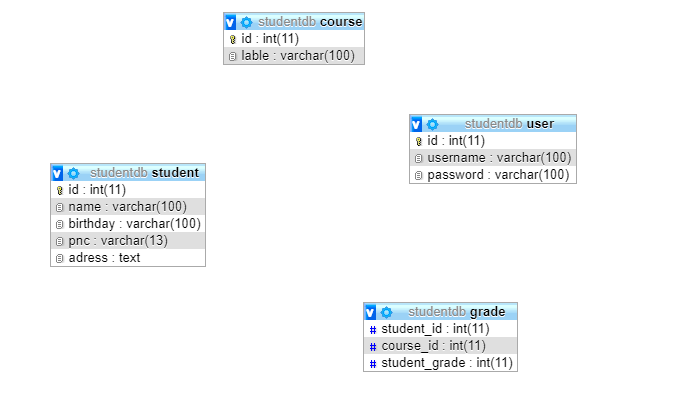 studentdb course
id : int(11)
lable : varchar(100)
studentdb user
id : int(11)
username : varchar(100)
password : varchar(100)
studentdb student
id : int(11)
name : varchar(100)
birthday : varchar(100)
pnc : varchar(13)
adress : text
studentdb grade
# student_id : int(11)
# course_id : int(11)
# student_grade : int(11)